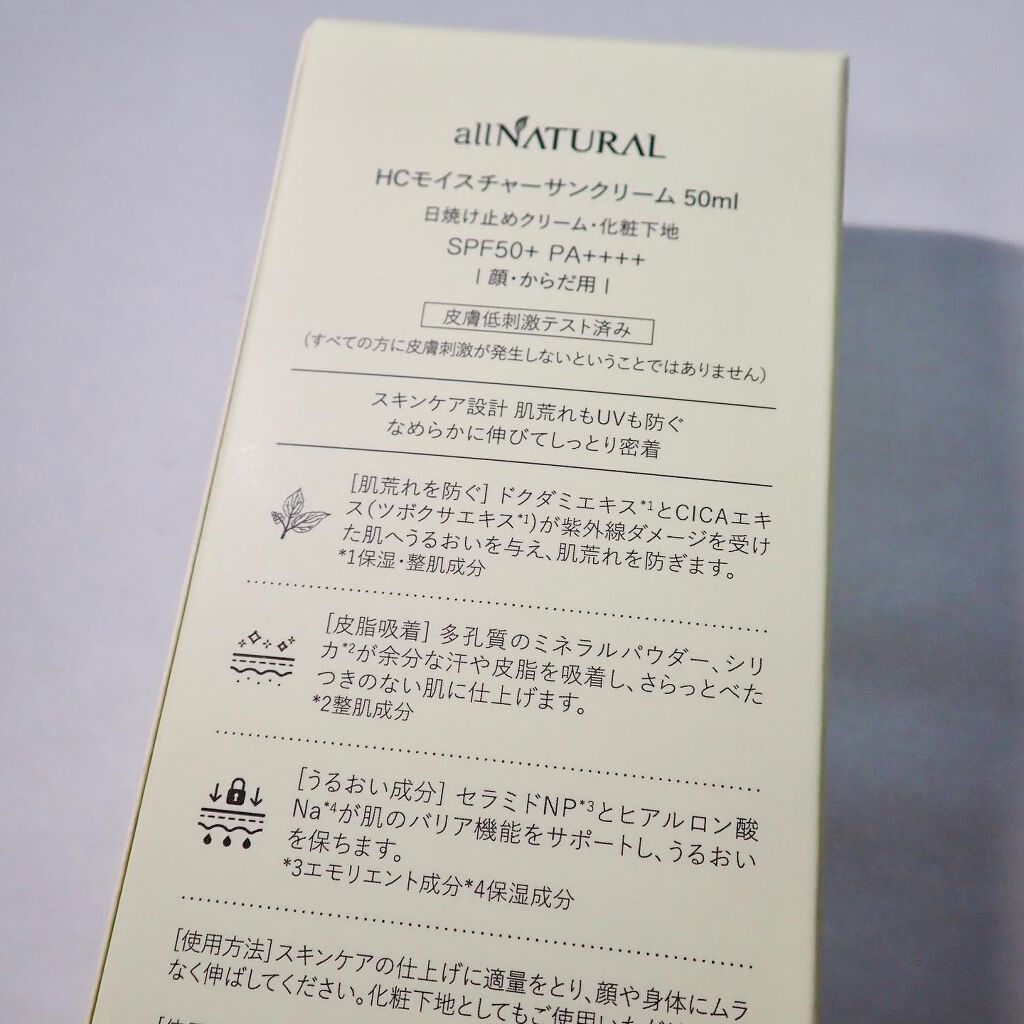 allNATURAL
HCモイスチャーサンクリーム 50ml
日焼け止めクリーム・化粧下地
SPF50+ PA++++
| 顔・からだ用 |
皮膚低刺激テスト済み
(すべての方に皮膚刺激が発生しないということではありません)
スキンケア設計 肌荒れもUVも防ぐ
なめらかに伸びてしっとり密着
[肌荒れを防ぐ] ドクダミエキス*1とCICAエキ
ス(ツボクサエキス*1)が紫外線ダメージを受け
た肌へうるおいを与え、肌荒れを防ぎます。
*1保湿・整肌成分
[皮脂吸着] 多孔質のミネラルパウダー、シリ
カ*2が余分な汗や皮脂を吸着し、さらっとべた
つきのない肌に仕上げます。
*2整肌成分
[うるおい成分] セラミドNP*3とヒアルロン酸
Na*4が肌のバリア機能をサポートし、うるおい
を保ちます。
*3エモリエント成分*4保湿成分
[使用方法]スキンケアの仕上げに適量をとり、顔や身体にムラ
なく伸ばしてください。化粧下地としてもご使用いただけ